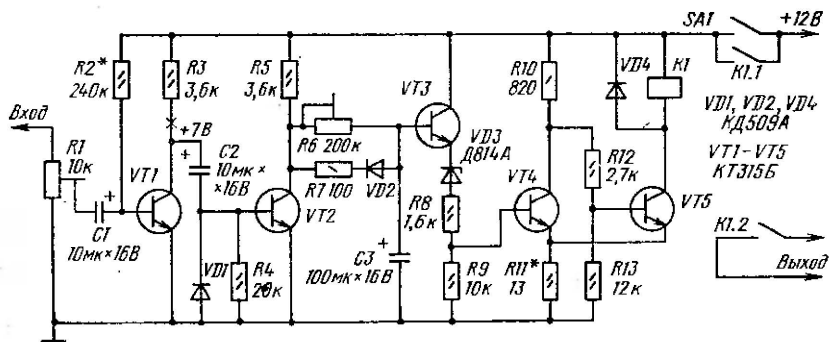 SA1
+12В
K1.1
R2*
240к
R3
3,6к
R5
3,6к
R10
820
VD4
K1
VD1, VD2, VD4
КД509А
VT1-VT5
КТ315Б
Вход
R1
10к
+7В
+
C2
10мк×
×16В
R6 200к
VT3
VD3
Д814А
R7 100
VD2
R12
2,7к
VT1
VT2
R8
1,6к
VT4
VT5
+
C1
10мк×16В
VD1
R4
20к
+
C3
100мк×16В
R9
10к
R11*
13
R13
12к
K1.2
Выход